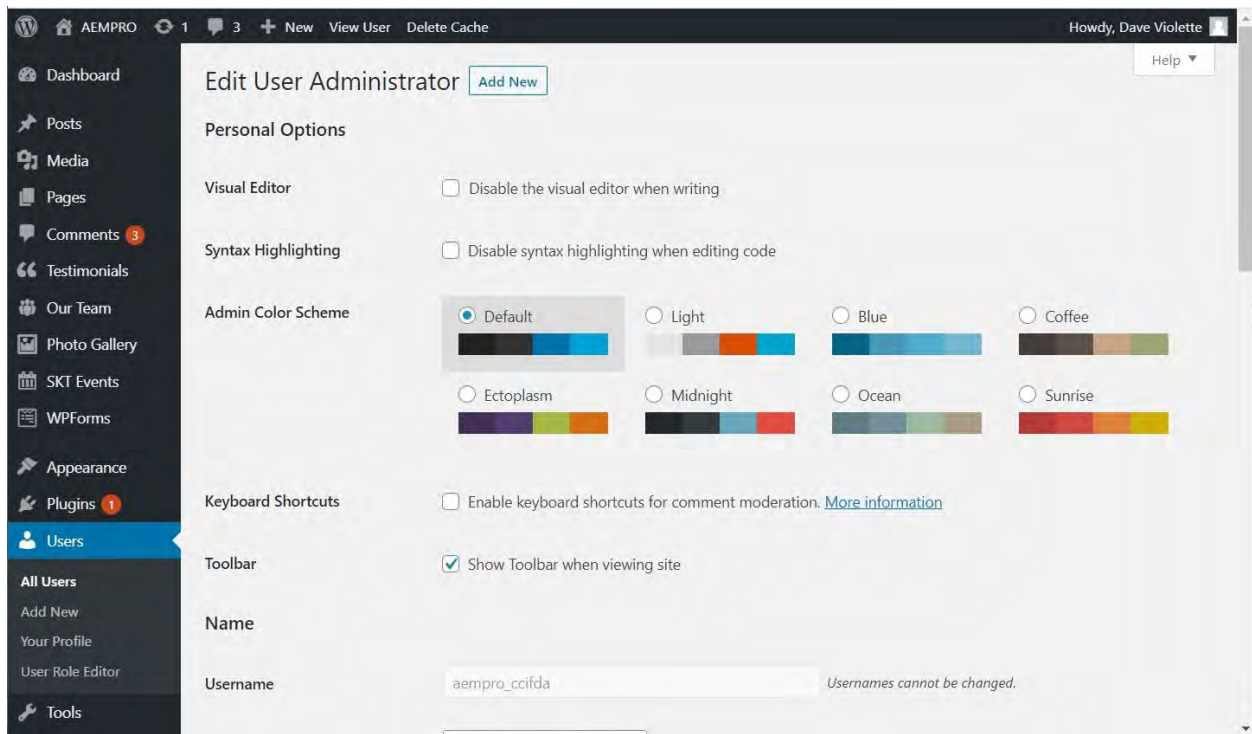 AEMPRO 1 3 New View User Delete Cache Howdy, Dave Violette
Help
Dashboard
Posts
Media
Pages
Comments 3
Testimonials
Our Team
Photo Gallery
SKT Events
WPForms
Appearance
Plugins 1
Users
All Users
Add New
Your Profile
User Role Editor
Tools
Edit User Administrator Add New
Personal Options
Visual Editor Disable the visual editor when writing
Syntax Highlighting Disable syntax highlighting when editing code
Admin Color Scheme Default Light Blue Coffee
Ectoplasm Midnight Ocean Sunrise
Keyboard Shortcuts Enable keyboard shortcuts for comment moderation. More information
Toolbar Show Toolbar when viewing site
Name
Username aempro_ccifda Usernames cannot be changed.